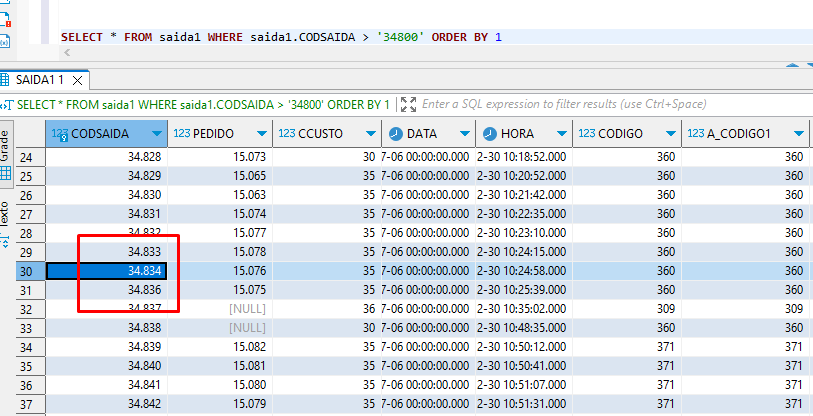 SELECT * FROM saida1 WHERE saida1.CODSAIDA > '34800' ORDER BY 1
SAIDA1 1
SELECT * FROM saida1 WHERE saida1.CODSAIDA > '34800' ORDER BY 1 Enter a SQL expression to filter results (use Ctrl+Space)
Grade
Texto
123 CODSAIDA 123 PEDIDO 123 CCUSTO DATA HORA 123 CODIGO 123 A_CODIGO1
24 34.828 15.073 30 7-06 00:00:00.000 2-30 10:18:52.000 360 360
25 34.829 15.065 35 7-06 00:00:00.000 2-30 10:20:52.000 360 360
26 34.830 15.063 35 7-06 00:00:00.000 2-30 10:21:42.000 360 360
27 34.831 15.074 35 7-06 00:00:00.000 2-30 10:22:35.000 360 360
28 34.832 15.077 35 7-06 00:00:00.000 2-30 10:23:10.000 360 360
29 34.833 15.078 35 7-06 00:00:00.000 2-30 10:24:15.000 360 360
30 34.834 15.076 35 7-06 00:00:00.000 2-30 10:24:58.000 360 360
31 34.836 15.075 35 7-06 00:00:00.000 2-30 10:25:39.000 360 360
32 34.837 [NULL] 36 7-06 00:00:00.000 2-30 10:35:02.000 309 309
33 34.838 [NULL] 30 7-06 00:00:00.000 2-30 10:48:35.000 360 360
34 34.839 15.082 35 7-06 00:00:00.000 2-30 10:50:12.000 371 371
35 34.840 15.081 35 7-06 00:00:00.000 2-30 10:50:41.000 371 371
36 34.841 15.080 35 7-06 00:00:00.000 2-30 10:51:07.000 371 371
37 34.842 15.079 35 7-06 00:00:00.000 2-30 10:51:31.000 371 371